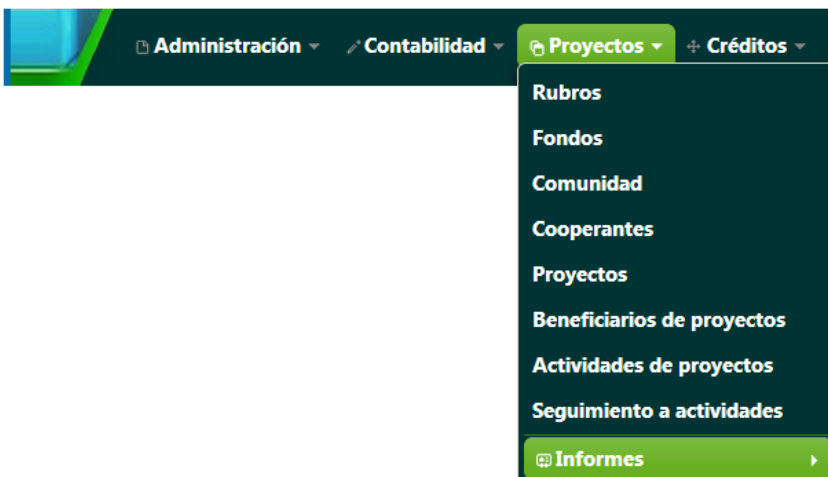 Administración Contabilidad Proyectos Créditos
Rubros
Fondos
Comunidad
Cooperantes
Proyectos
Beneficiarios de proyectos
Actividades de proyectos
Seguimiento a actividades
Informes